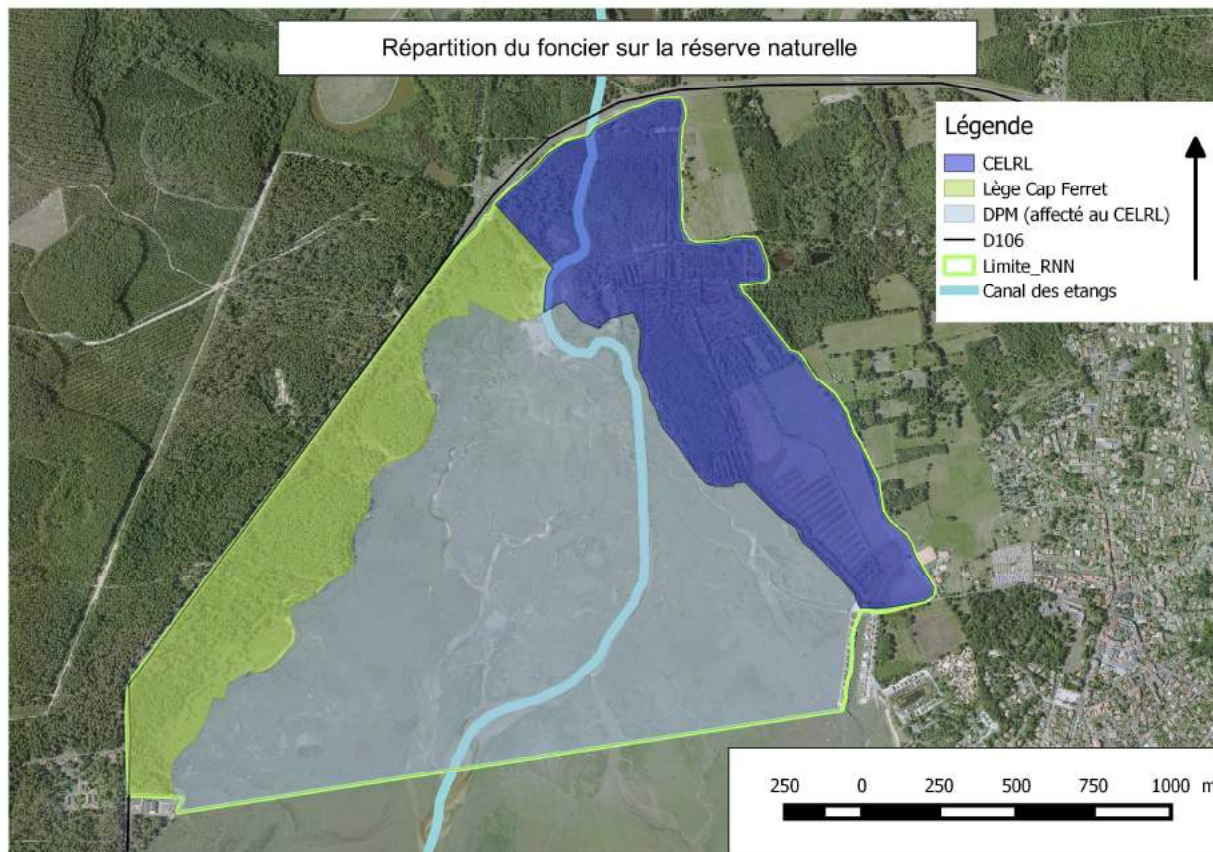 Répartition du foncier sur la réserve naturelle
Légende
CELRL
Lège Cap Ferret
DPM (affecté au CELRL)
D106
Limite_RNN
Canal des etangs
250 0 250 500 750 1000 m